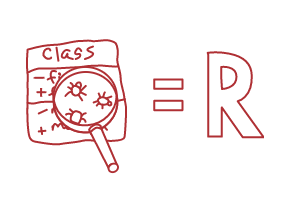 class
-f
+
= R
-
+